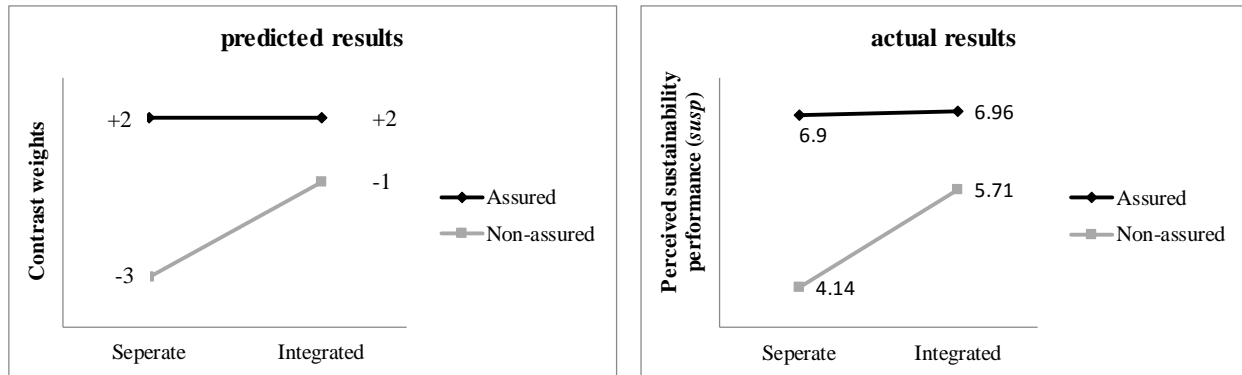 predicted results
Contrast weights
+2
+2
-1
-3
Assured
Non-assured
Seperate
Integrated
actual results
Perceived sustainability
performance (susp)
6.9
6.96
5.71
4.14
Assured
Non-assured
Seperate
Integrated